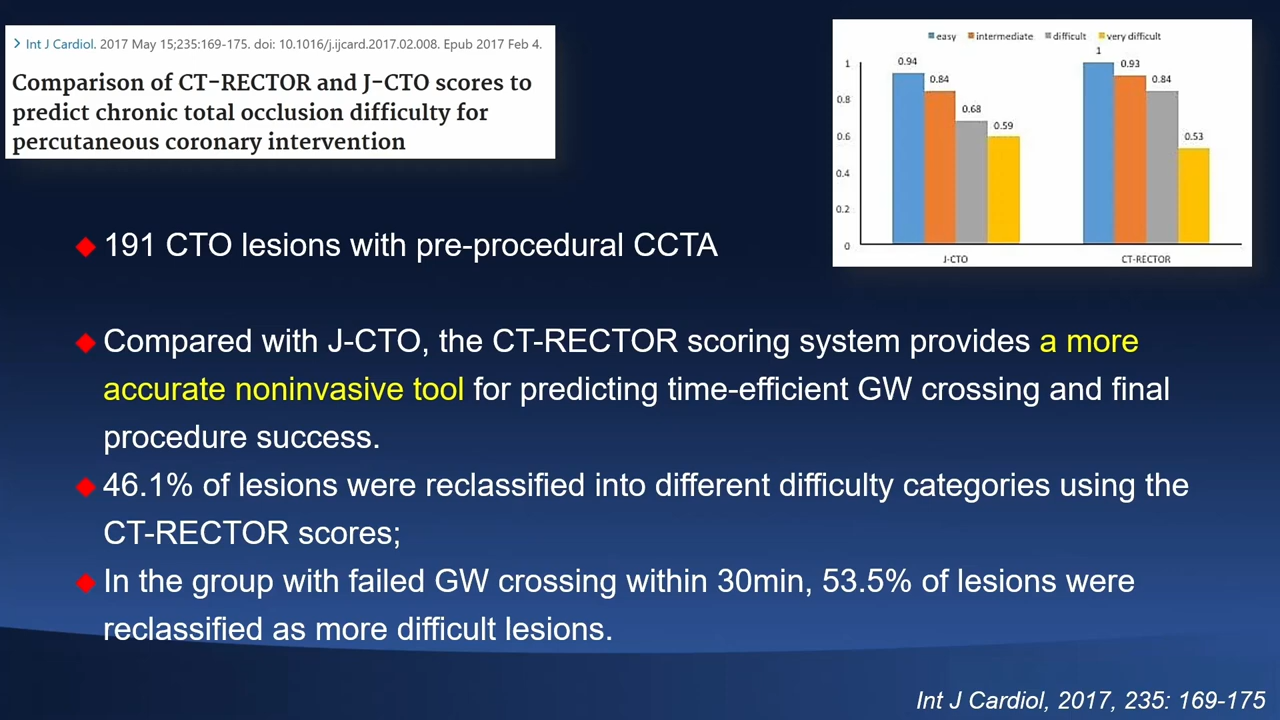 > Int J Cardiol. 2017 May 15;235:169-175. doi: 10.1016/j.ijcard.2017.02.008. Epub 2017 Feb 4.
Comparison of CT-RECTOR and J-CTO scores to
predict chronic total occlusion difficulty for
percutaneous coronary intervention
easy intermediate difficult very difficult
1
0.94
0.84
0.68
0.59
1
0.93
0.84
0.53
1
0.8
0.6
0.4
0.2
0
J-CTO CT-RECTOR
191 CTO lesions with pre-procedural CCTA
Compared with J-CTO, the CT-RECTOR scoring system provides a more
accurate noninvasive tool for predicting time-efficient GW crossing and final
procedure success.
46.1% of lesions were reclassified into different difficulty categories using the
CT-RECTOR scores;
In the group with failed GW crossing within 30min, 53.5% of lesions were
reclassified as more difficult lesions.
Int J Cardiol, 2017, 235: 169-175